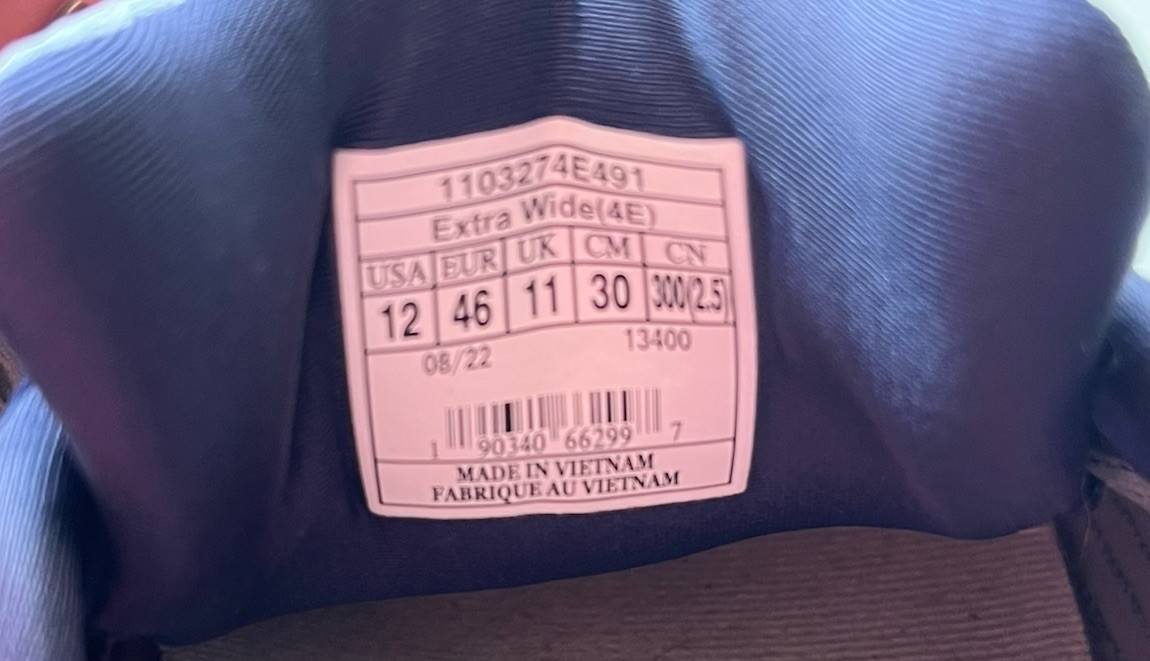 1103274E491
Extra Wide(4E)
USA EUR UK CM CN
12 46 11 30 300(2.5)
08/22 13400
1 90340 66299 7
MADE IN VIETNAM
FABRIQUE AU VIETNAM